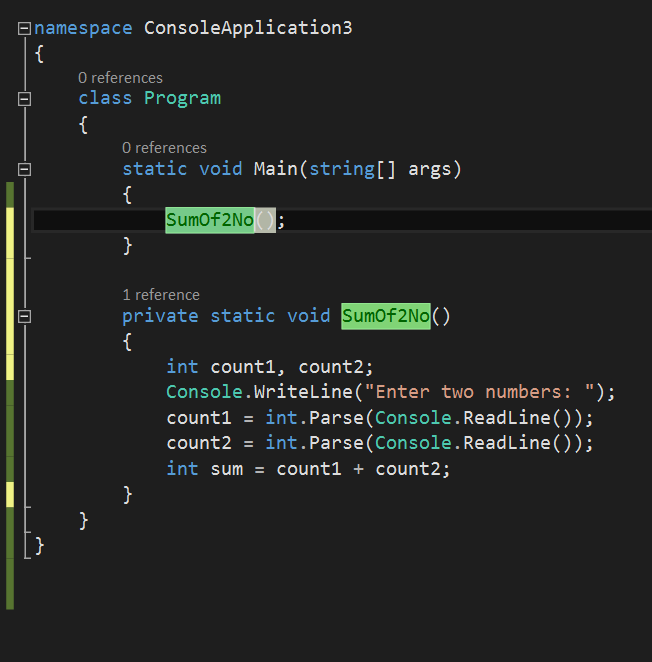 namespace ConsoleApplication3
{
0 references
class Program
{
0 references
static void Main(string[] args)
{
SumOf2No();
}
1 reference
private static void SumOf2No()
{
int count1, count2;
Console.WriteLine("Enter two numbers: ");
count1 = int.Parse(Console.ReadLine());
count2 = int.Parse(Console.ReadLine());
int sum = count1 + count2;
}
}
}